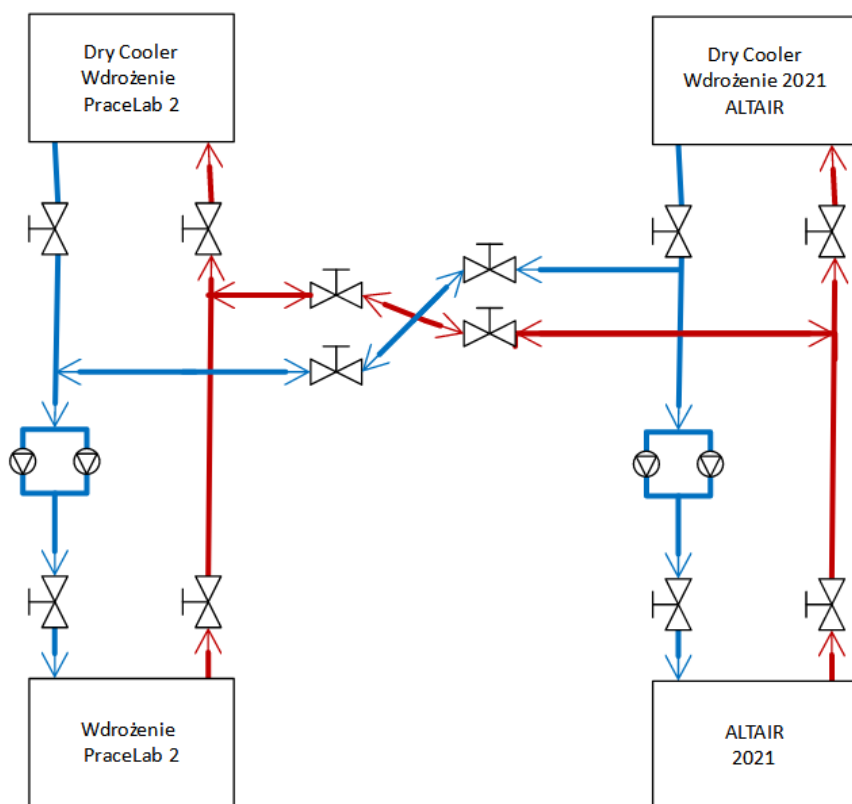 Dry Cooler
Wdrożenie
PraceLab 2
Dry Cooler
Wdrożenie 2021
ALTAIR
Wdrożenie
PraceLab 2
ALTAIR
2021